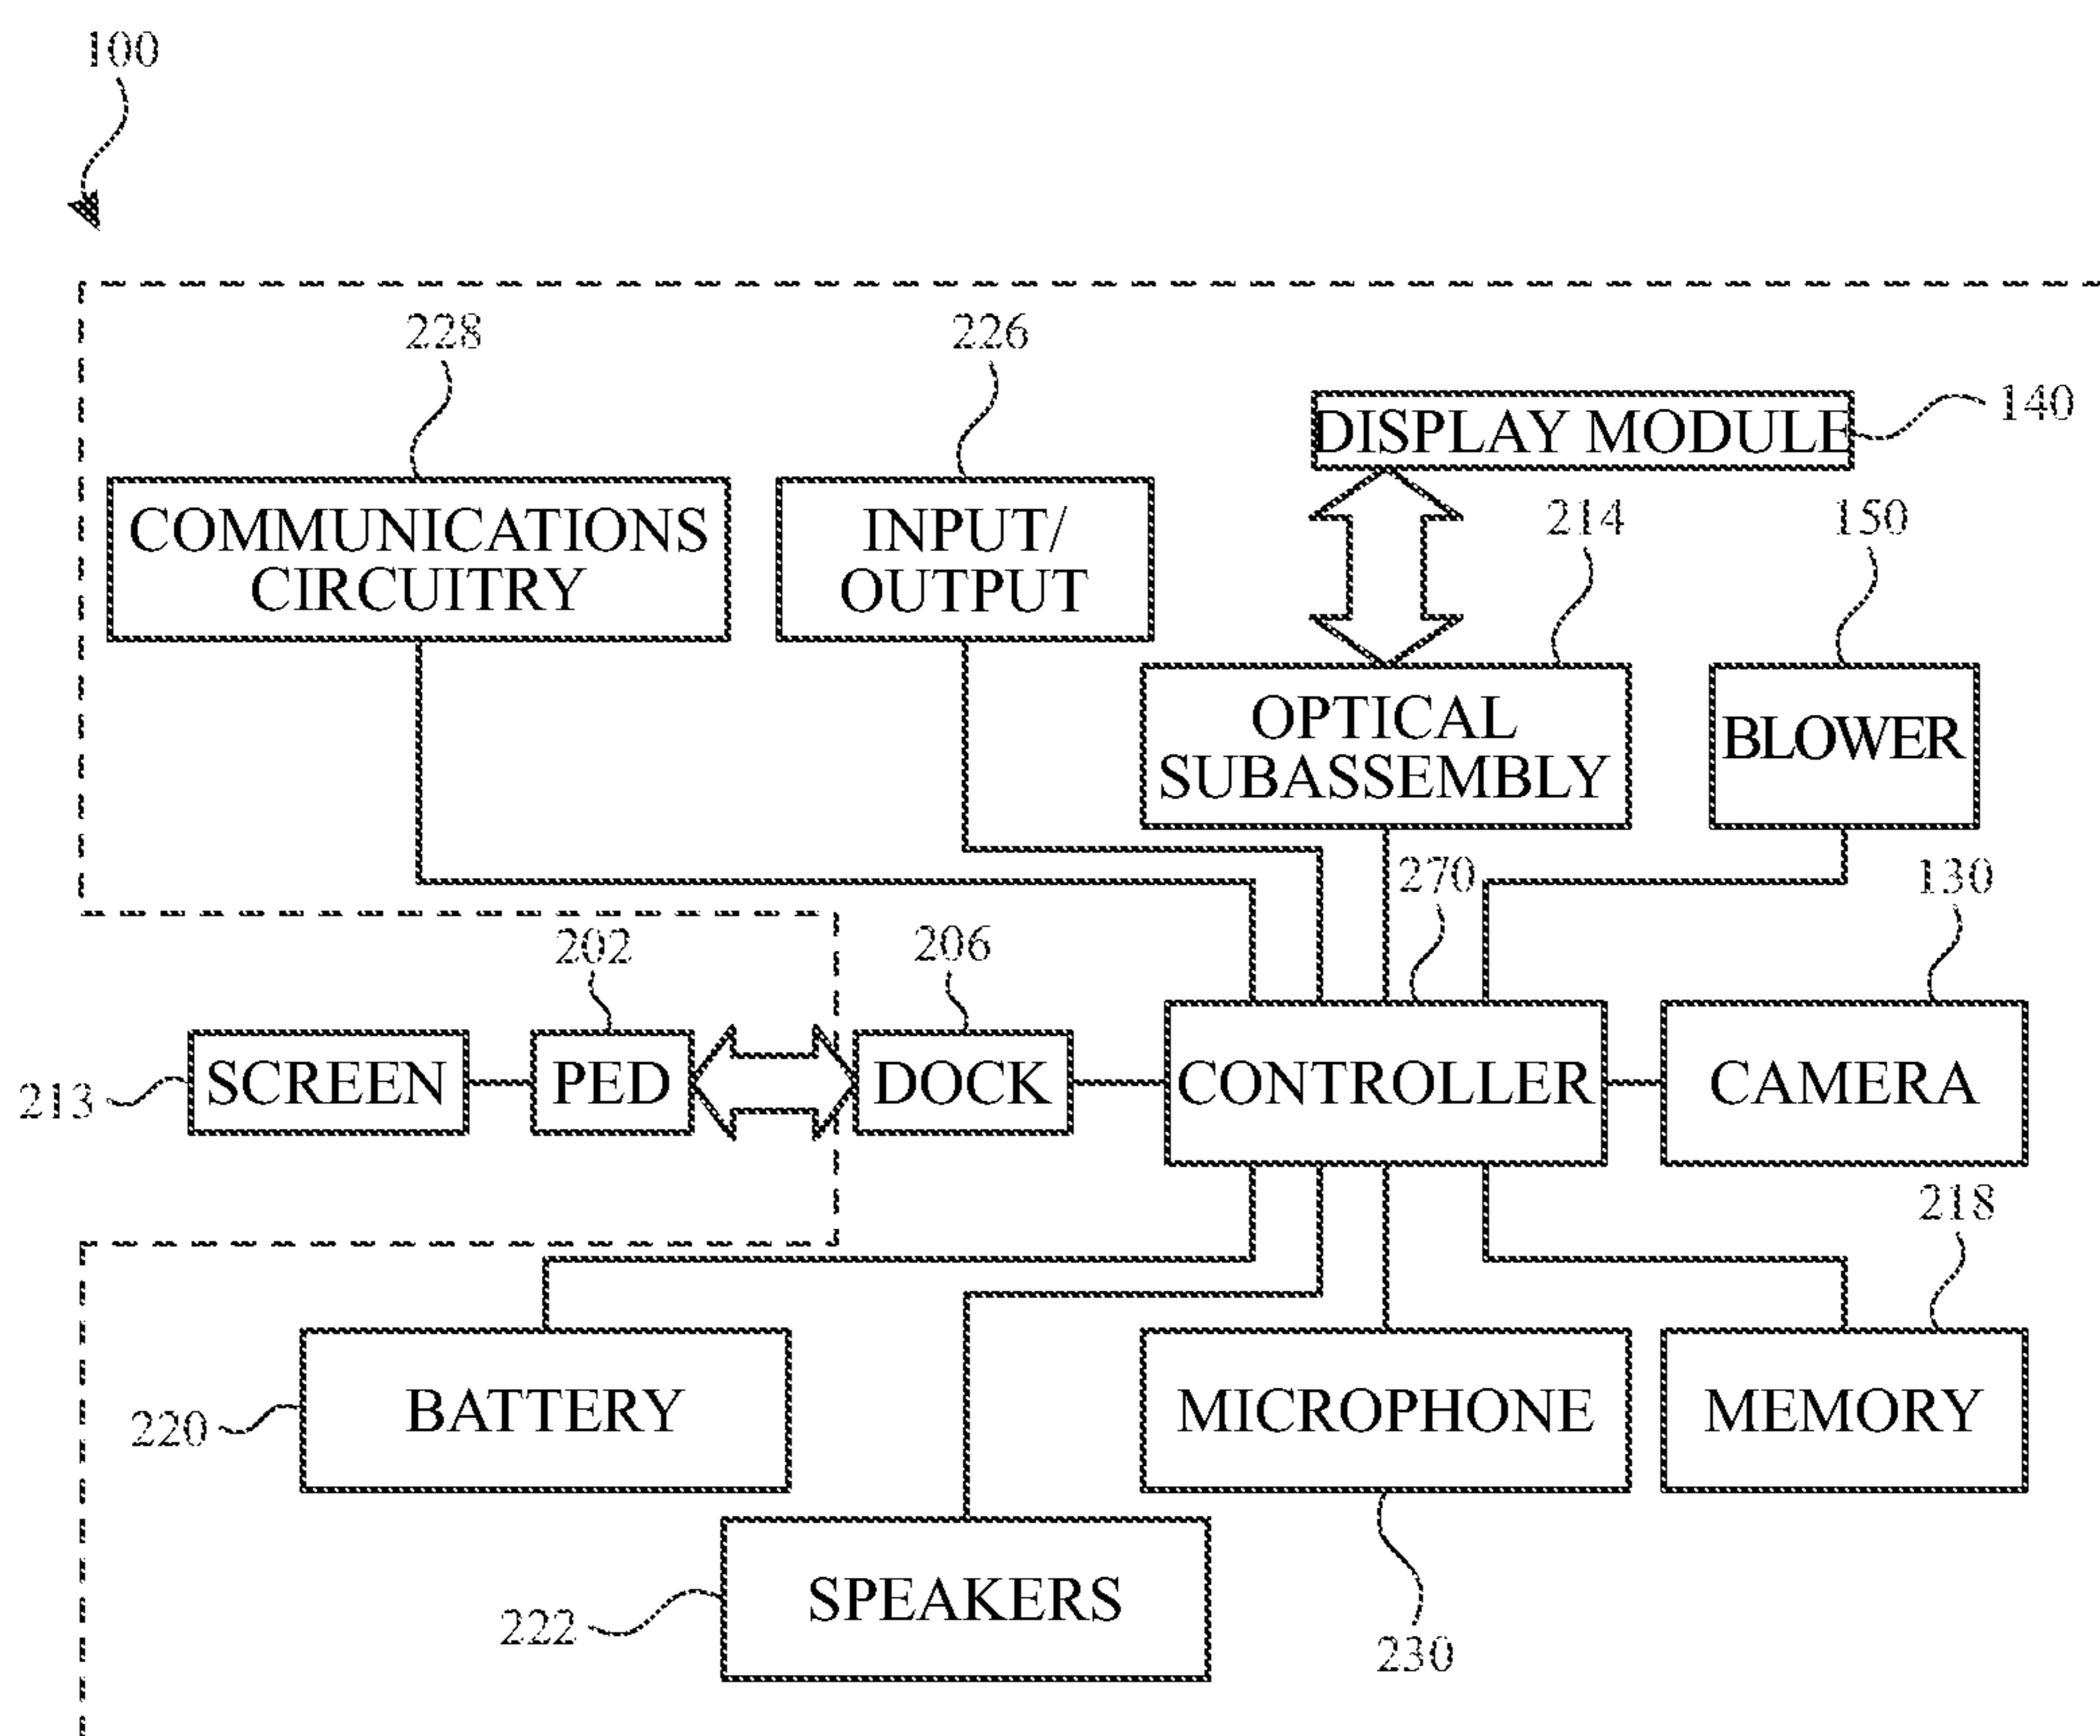 100
228
226
140
DISPLAY MODULE
COMMUNICATIONS
CIRCUITRY
INPUT/
OUTPUT
214
150
OPTICAL
SUBASSEMBLY
BLOWER
270
130
202
206
213
SCREEN
PED
DOCK
CONTROLLER
CAMERA
218
220
BATTERY
MICROPHONE
MEMORY
222
SPEAKERS
230